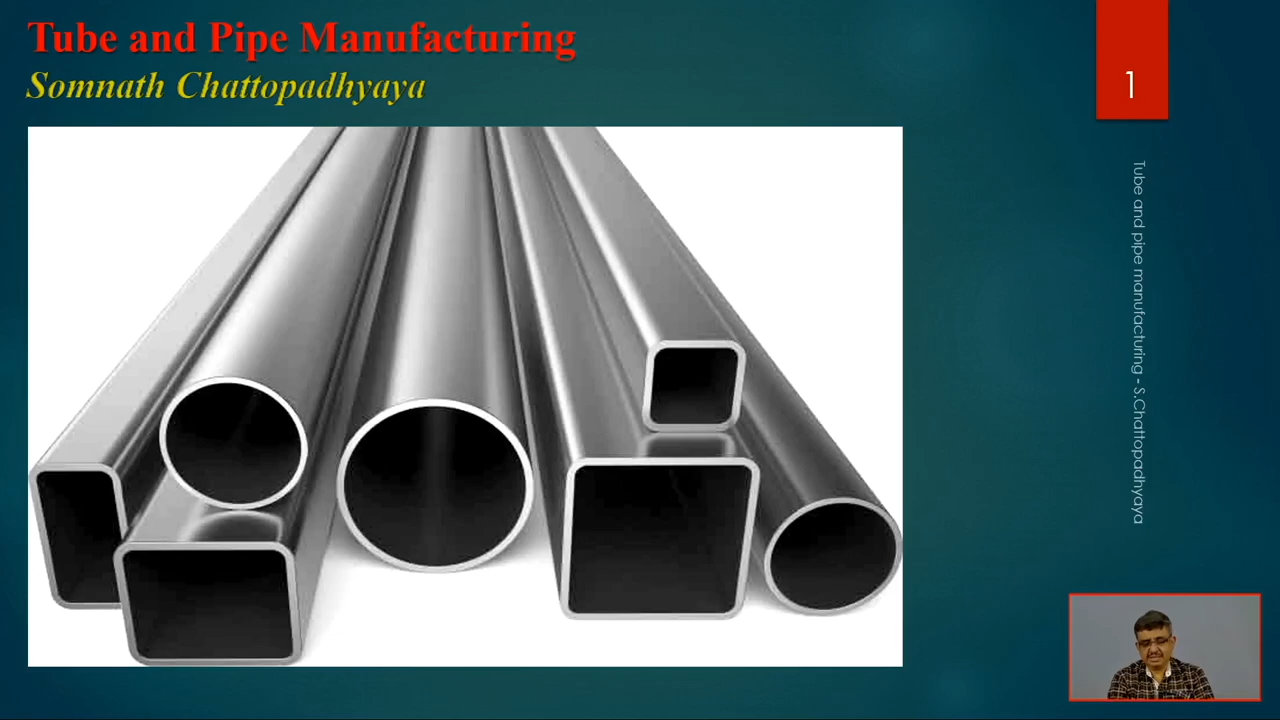 Tube and Pipe Manufacturing
Somnath Chattopadhyaya
1
Tube and pipe manufacturing - S.Chattopadhyaya